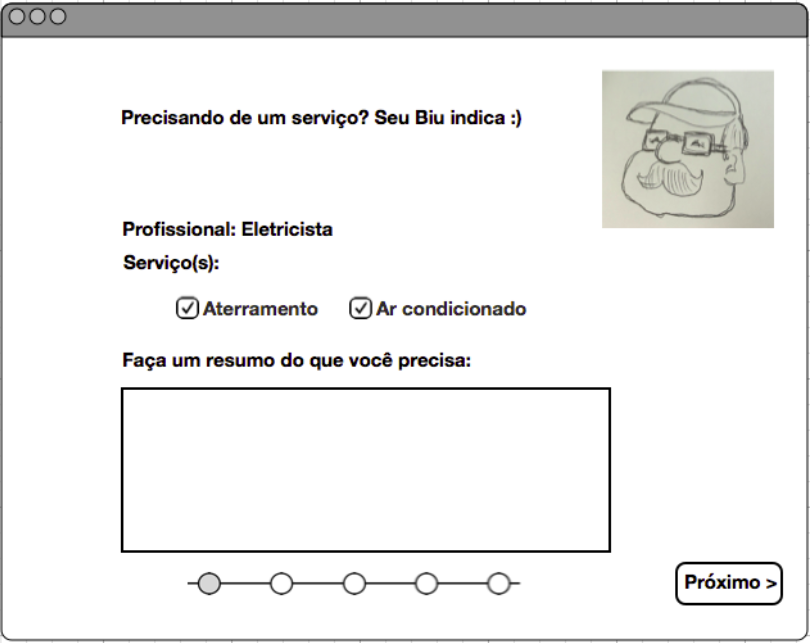 Precisando de um serviço? Seu Biu indica :)
Profissional: Eletricista
Serviço(s):
Aterramento Ar condicionado
Faça um resumo do que você precisa:
Próximo >